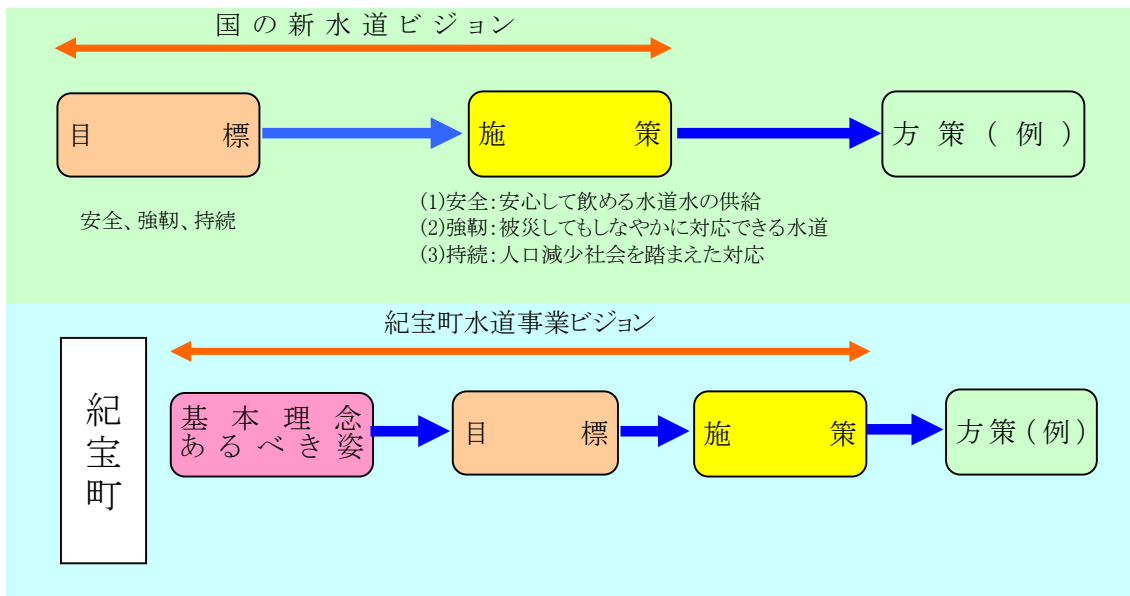 国の新水道ビジョン
目標
施策
方策(例)
安全、強靭、持続
(1)安全:安心して飲める水道水の供給
(2)強靭:被災してもしなやかに対応できる水道
(3)持続:人口減少社会を踏まえた対応
紀宝町水道事業ビジョン
紀宝町
基本理念
あるべき姿
目標
施策
方策(例)